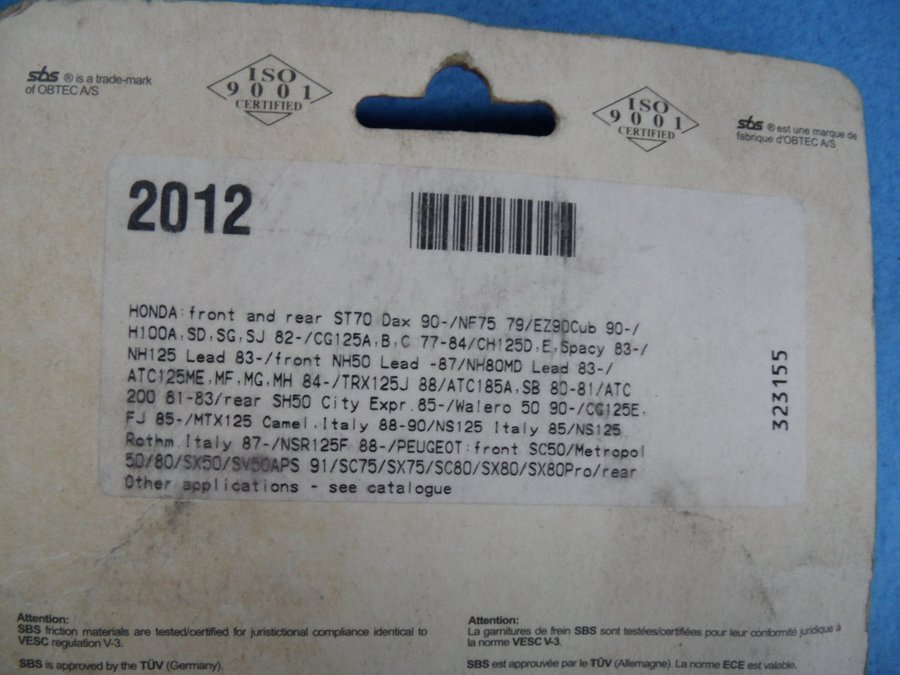 sbs ® is a trade-mark
of OBTEC A/S
ISO
9001
CERTIFIED
ISO
9001
CERTIFIED
sbs ® est une marque de
fabrique d'OBTEC A/S
2012
HONDA:front and rear ST70 Dax 90-/NF75 79/EZ90Cub 90-/
H100A,SD,SG,SJ 82-/CG125A,B,C 77-84/CH125D,E,Spacy 83-/
NH125 Lead 83-/front NH50 Lead -87/NH80MD Lead 83-/
ATC125ME,MF,MG,MH 84-/TRX125J 88/ATC185A,SB 80-81/ATC
200 81-83/rear SH50 City Expr.85-/Walero 50 90-/CG125E,
FJ 85-/MTX125 Camel,Italy 88-90/NS125 Italy 85/NS125
Rothm.Italy 87-/NSR125F 88-/PEUGEOT:front SC50/Metropol
50/80/SX50/SV50APS 91/SC75/SX75/SC80/SX80/SX80Pro/rear
Other applications - see catalogue
323155
Attention:
SBS friction materials are tested/certified for juristictional compliance identical to
VESC regulation V-3.
SBS is approved by the TÜV (Germany).
Attention:
La garnitures de frein SBS sont testées/certifiées pour leur conformité juridique à
la norme VESC V-3.
SBS est approuvée par le TÜV (Allemagne). La norme ECE est valable.